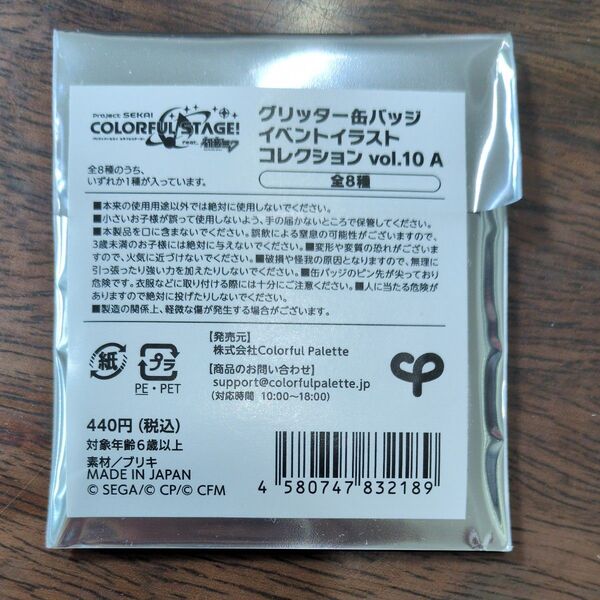 PROJECT SEKAI
COLORFUL STAGE!
feat. 初音ミク
グリッター缶バッジ
イベントイラスト
コレクション vol.10 A
全8種
全8種のうち、
いずれか1種が入っています。
■本来の使用用途以外では絶対に使用しないでください。
■小さいお子様が誤って使用しないよう、手の届かないところで保管してください。
■本製品を口に含まないでください。誤飲による窒息の可能性がございますので、
3歳未満のお子様には絶対に与えないでください。■変形や変質の恐れがございま
すので、火気に近づけないでください。■破損や怪我の原因となりますので、無理に
引っ張ったり強い力を加えたりしないでください。■缶バッジのピン先が尖っており
危険です。衣服などに取り付ける際には十分にご注意ください。■人に当たる危険が
ありますので絶対に投げたりしないでください。
■製造の関係上、軽微な傷が発生する場合がございます。
【発売元】
株式会社Colorful Palette
【商品のお問い合わせ】
support@colorfulpalette.jp
(対応時間 10:00～18:00)
紙
プラ
PE・PET
440円(税込)
対象年齢6歳以上
素材／ブリキ
MADE IN JAPAN
© SEGA/© CP/© CFM
4 580747 832189